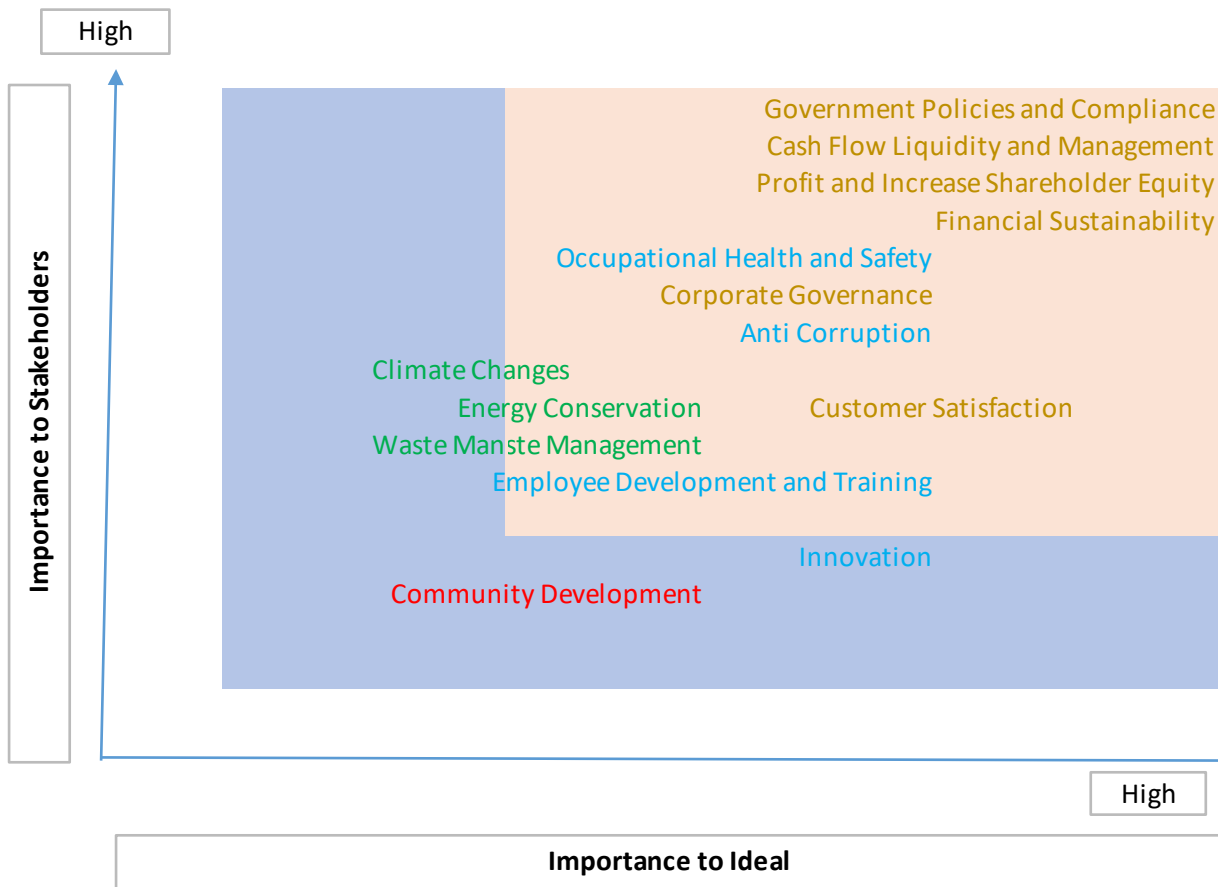 High
Importance to Stakeholders
Government Policies and Compliance
Cash Flow Liquidity and Management
Profit and Increase Shareholder Equity
Financial Sustainability
Occupational Health and Safety
Corporate Governance
Anti Corruption
Climate Changes
Energy Conservation Customer Satisfaction
Waste Manste Management
Employee Development and Training
Innovation
Community Development
High
Importance to Ideal